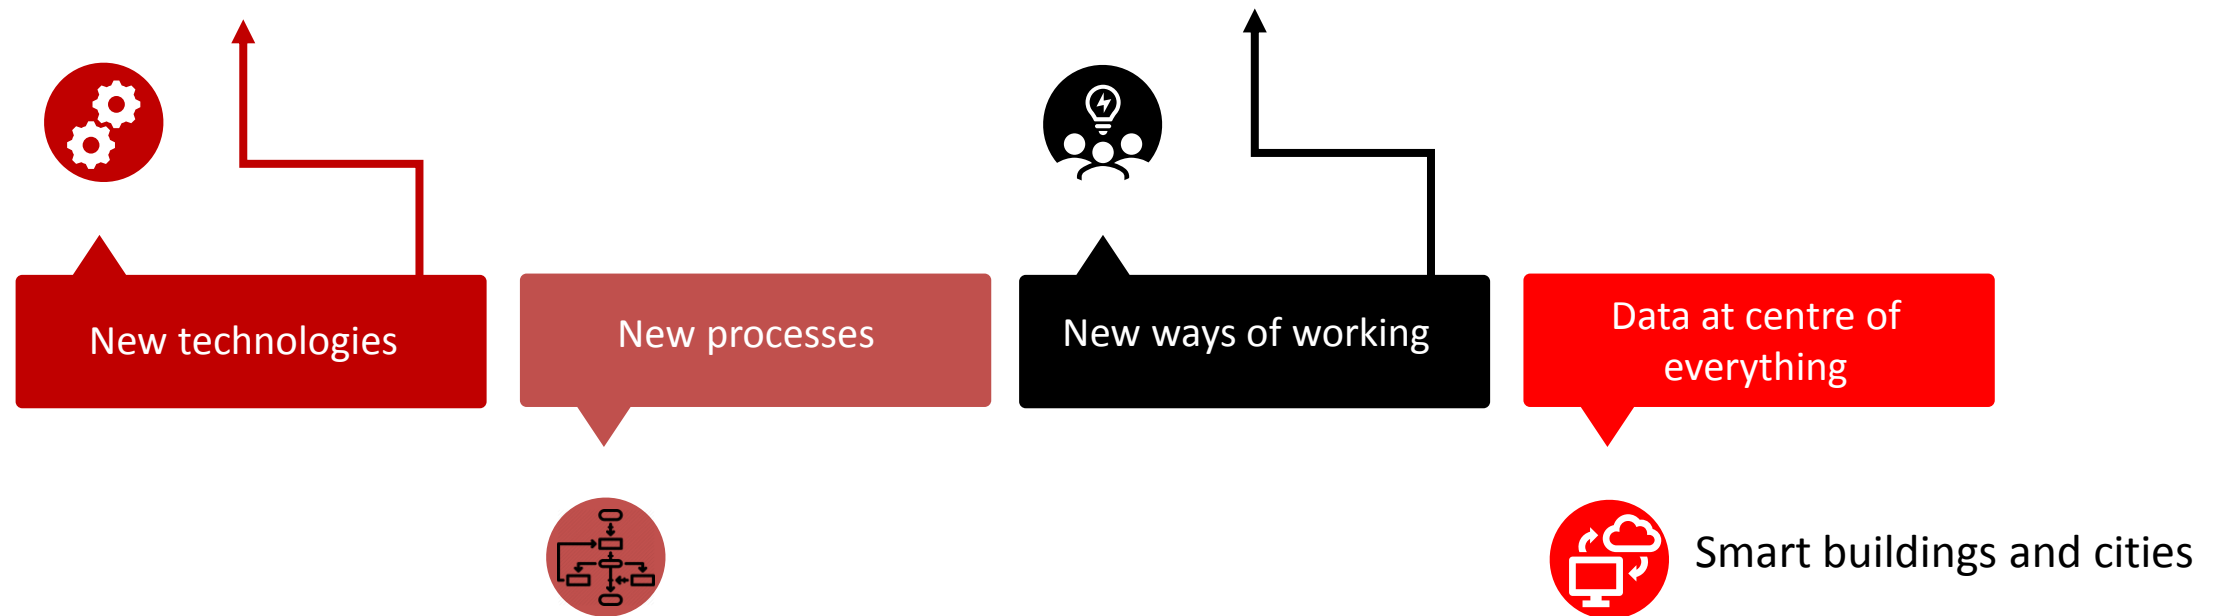 New technologies
New processes
New ways of working
Data at centre of
everything
Smart buildings and cities